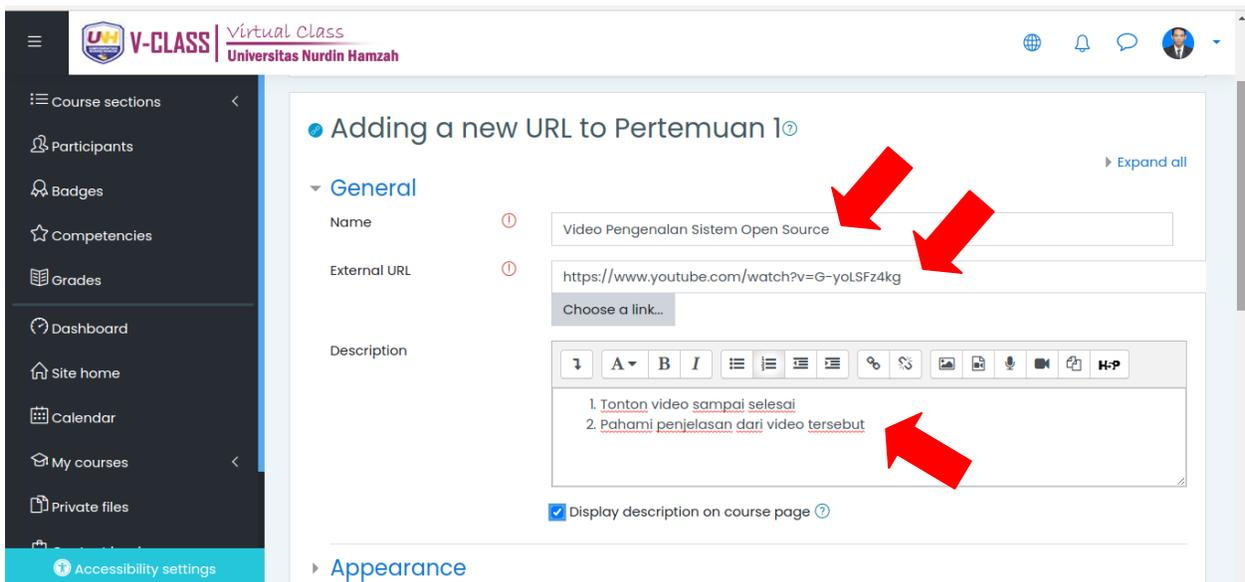 UNH
V-CLASS
Virtual Class
Universitas Nurdin Hamzah
Course sections
Participants
Badges
Competencies
Grades
Dashboard
Site home
Calendar
My courses
Private files
Accessibility settings
Adding a new URL to Pertemuan 1
Expand all
General
Name
Video Pengenalan Sistem Open Source
External URL
https://www.youtube.com/watch?v=G-yoLSFz4kg
Choose a link...
Description
A B I H-P
1. Tonton video sampai selesai
2. Pahami penjelasan dari video tersebut
Display description on course page
Appearance